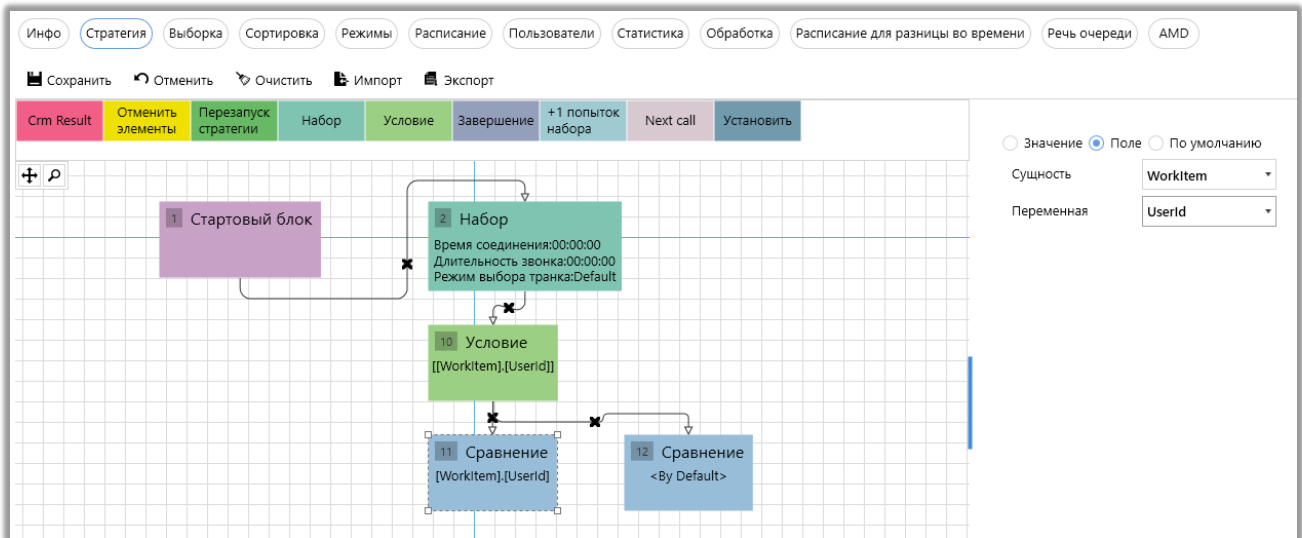 Инфо Стратегия Выборка Сортировка Режимы Расписание Пользователи Статистика Обработка Расписание для разницы во времени Речь очереди AMD
Сохранить Отменить Очистить Импорт Экспорт
Crm Result
Отменить
элементы
Перезапуск
стратегии
Набор
Условие
Завершение
+1 попыток
набора
Next call
Установить
Значение Поле По умолчанию
Сущность WorkItem
Переменная UserId
1 Стартовый блок
2 Набор
Время соединения:00:00:00
Длительность звонка:00:00:00
Режим выбора транка:Default
10 Условие
[[WorkItem].[UserId]]
11 Сравнение
[WorkItem].[UserId]
12 Сравнение
<By Default>